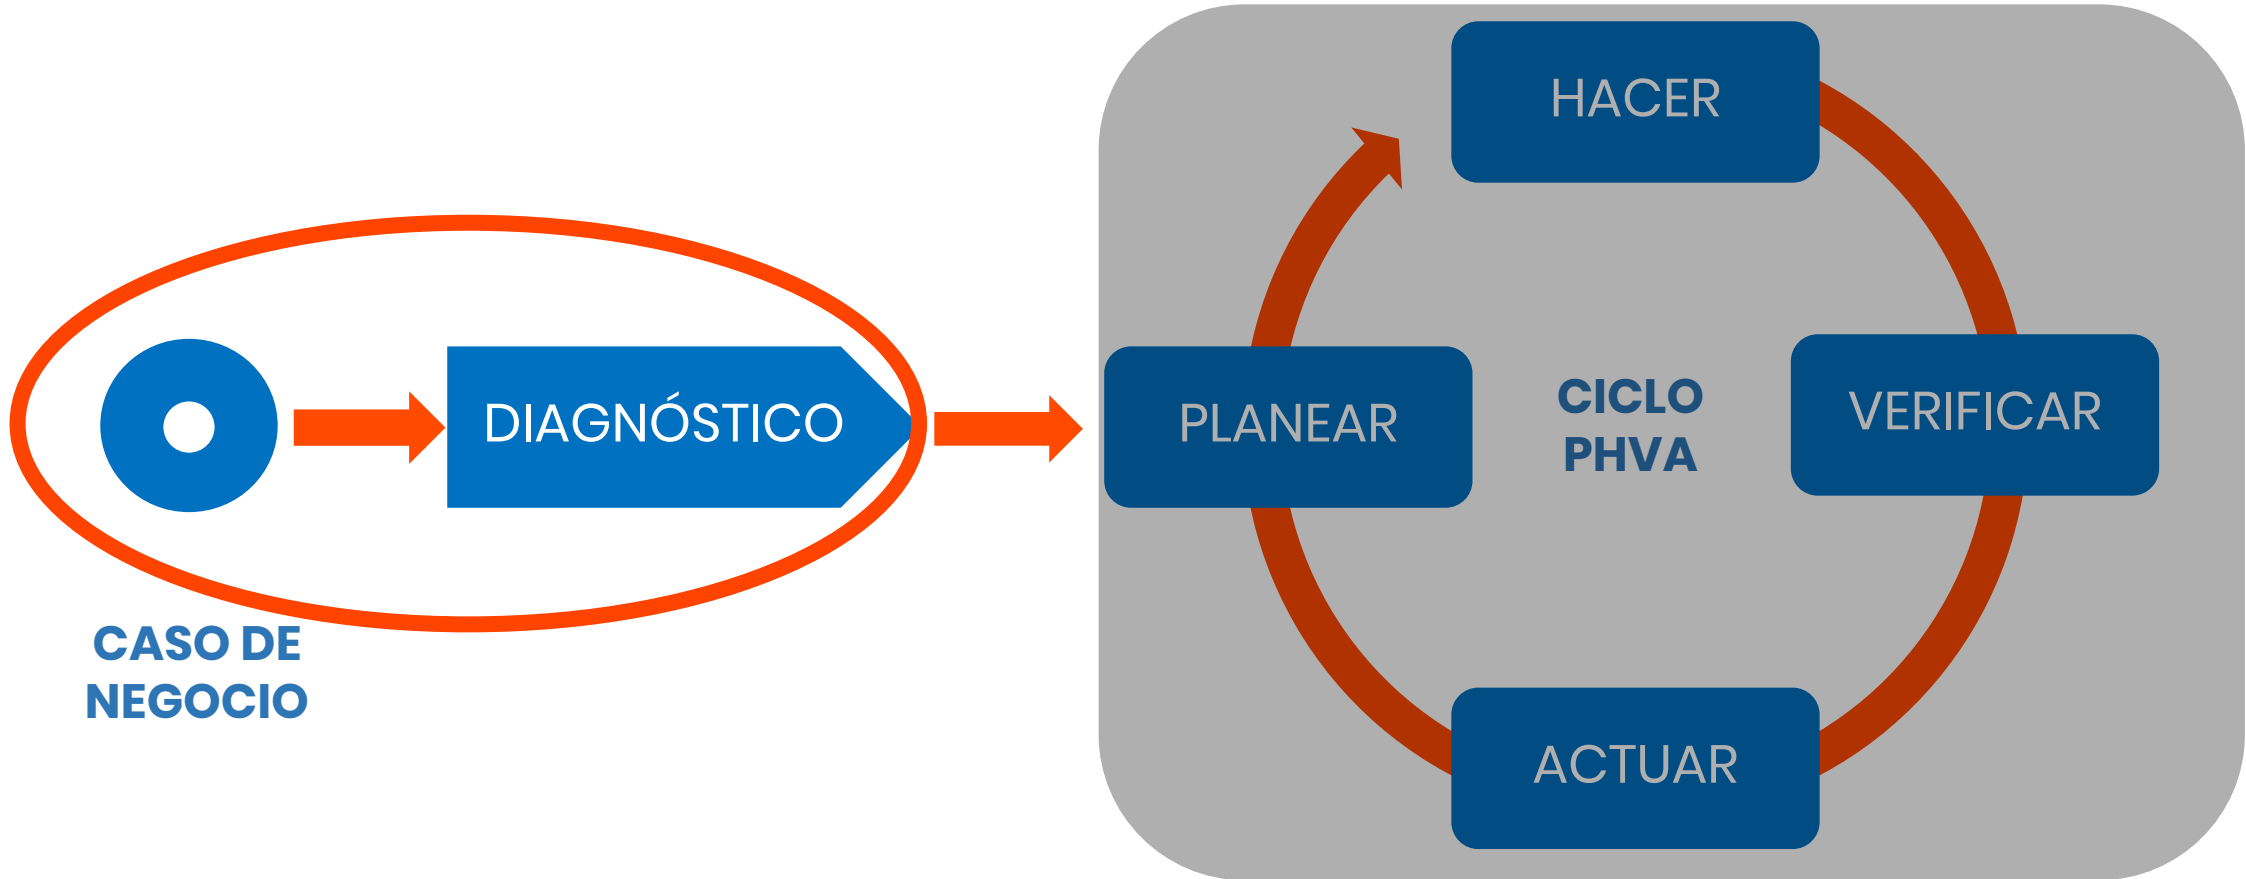 HACER
DIAGNÓSTICO
PLANEAR
CICLO
PHVA
VERIFICAR
CASO DE
NEGOCIO
ACTUAR